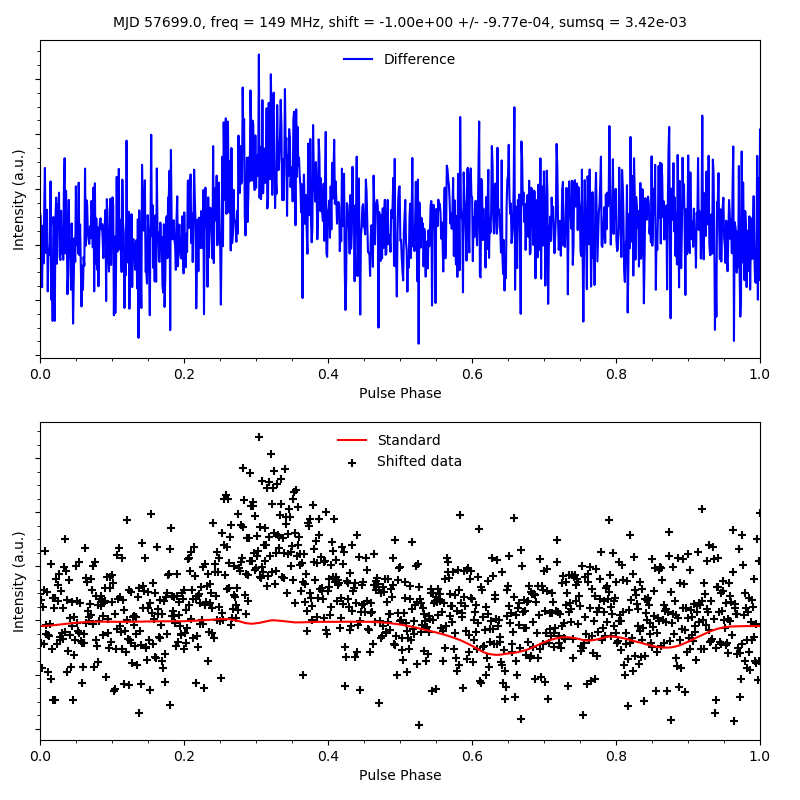 MJD 57699.0, freq = 149 MHz, shift = -1.00e+00 +/- -9.77e-04, sumsq = 3.42e-03
Difference
Intensity (a.u.)
0.0 0.2 0.4 0.6 0.8 1.0
Pulse Phase
Standard
Shifted data
Intensity (a.u.)
0.0 0.2 0.4 0.6 0.8 1.0
Pulse Phase